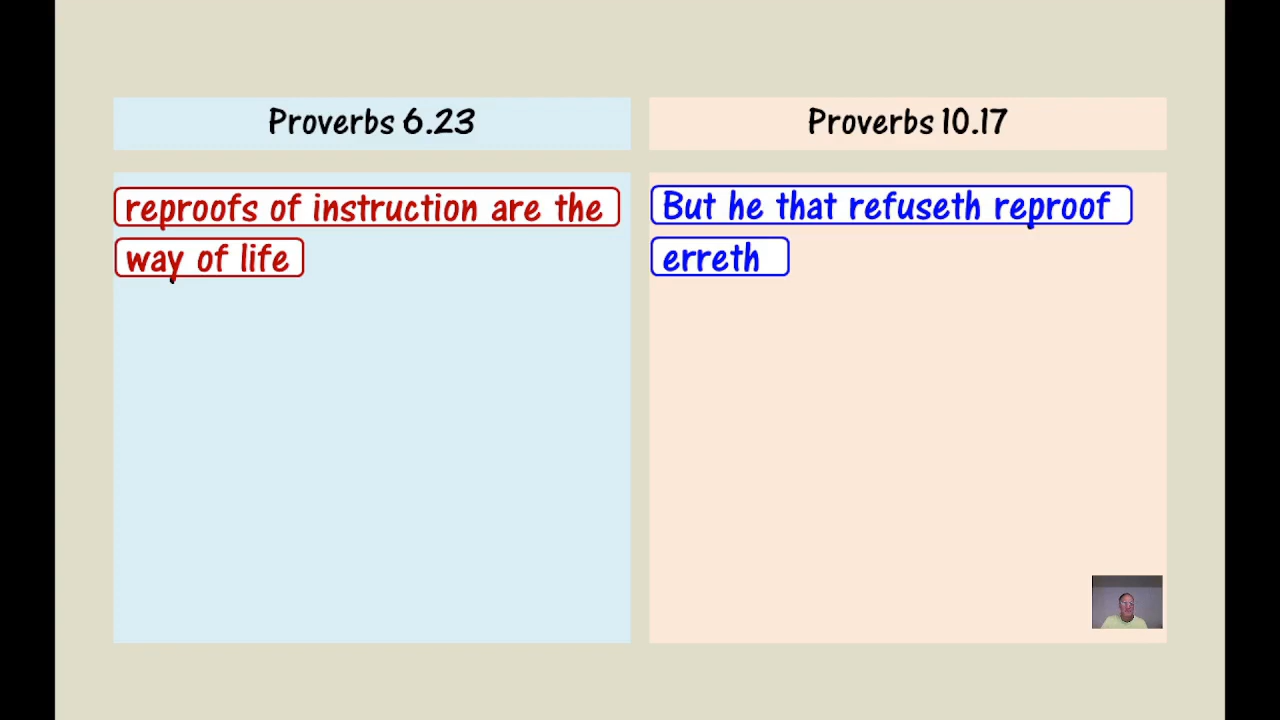 Proverbs 6.23
reproofs of instruction are the
way of life
Proverbs 10.17
But he that refuseth reproof
erreth